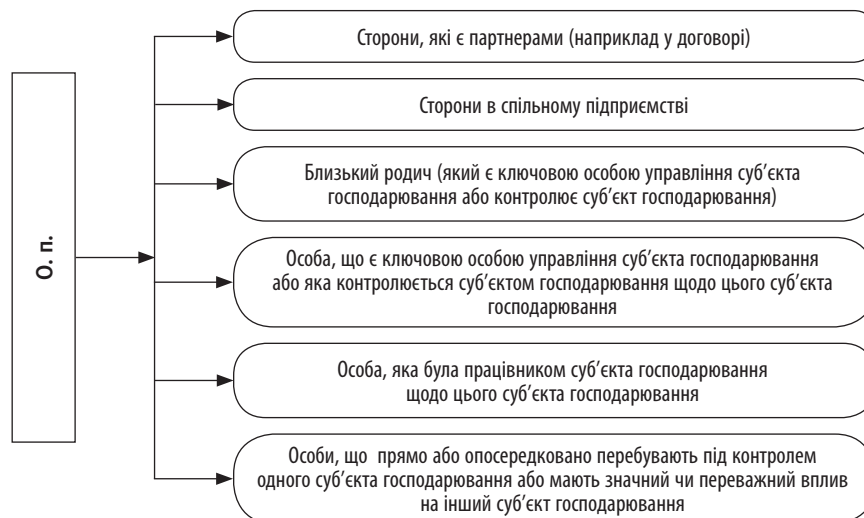 О. п.
Сторони, які є партнерами (наприклад у договорі)
Сторони в спільному підприємстві
Близький родич (який є ключовою особою управління суб’єкта
господарювання або контролює суб’єкт господарювання)
Особа, що є ключовою особою управління суб’єкта господарювання
або яка контролюється суб’єктом господарювання щодо цього суб’єкта
господарювання
Особа, яка була працівником суб’єкта господарювання
щодо цього суб’єкта господарювання
Особи, що прямо або опосередковано перебувають під контролем
одного суб’єкта господарювання або мають значний чи переважний вплив
на інший суб’єкт господарювання